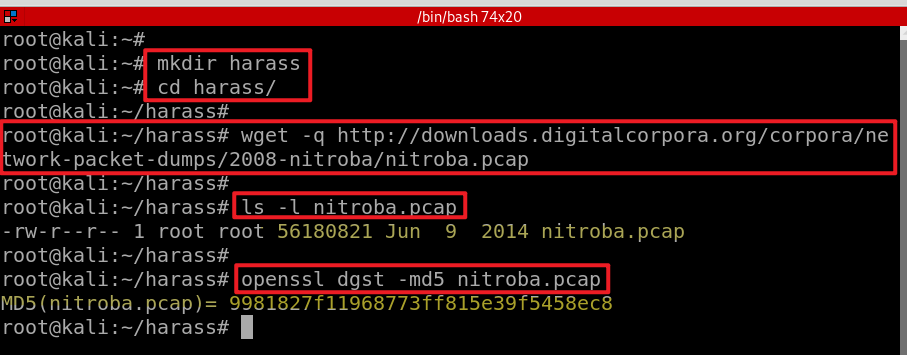 /bin/bash 74x20
root@kali:~#
root@kali:~# mkdir harass
root@kali:~# cd harass/
root@kali:~/harass#
root@kali:~/harass# wget -q http://downloads.digitalcorpora.org/corpora/ne
twork-packet-dumps/2008-nitroba/nitroba.pcap
root@kali:~/harass#
root@kali:~/harass# ls -l nitroba.pcap
-rw-r--r-- 1 root root 56180821 Jun  9  2014 nitroba.pcap
root@kali:~/harass#
root@kali:~/harass# openssl dgst -md5 nitroba.pcap
MD5(nitroba.pcap)= 9981827f11968773ff815e39f5458ec8
root@kali:~/harass#